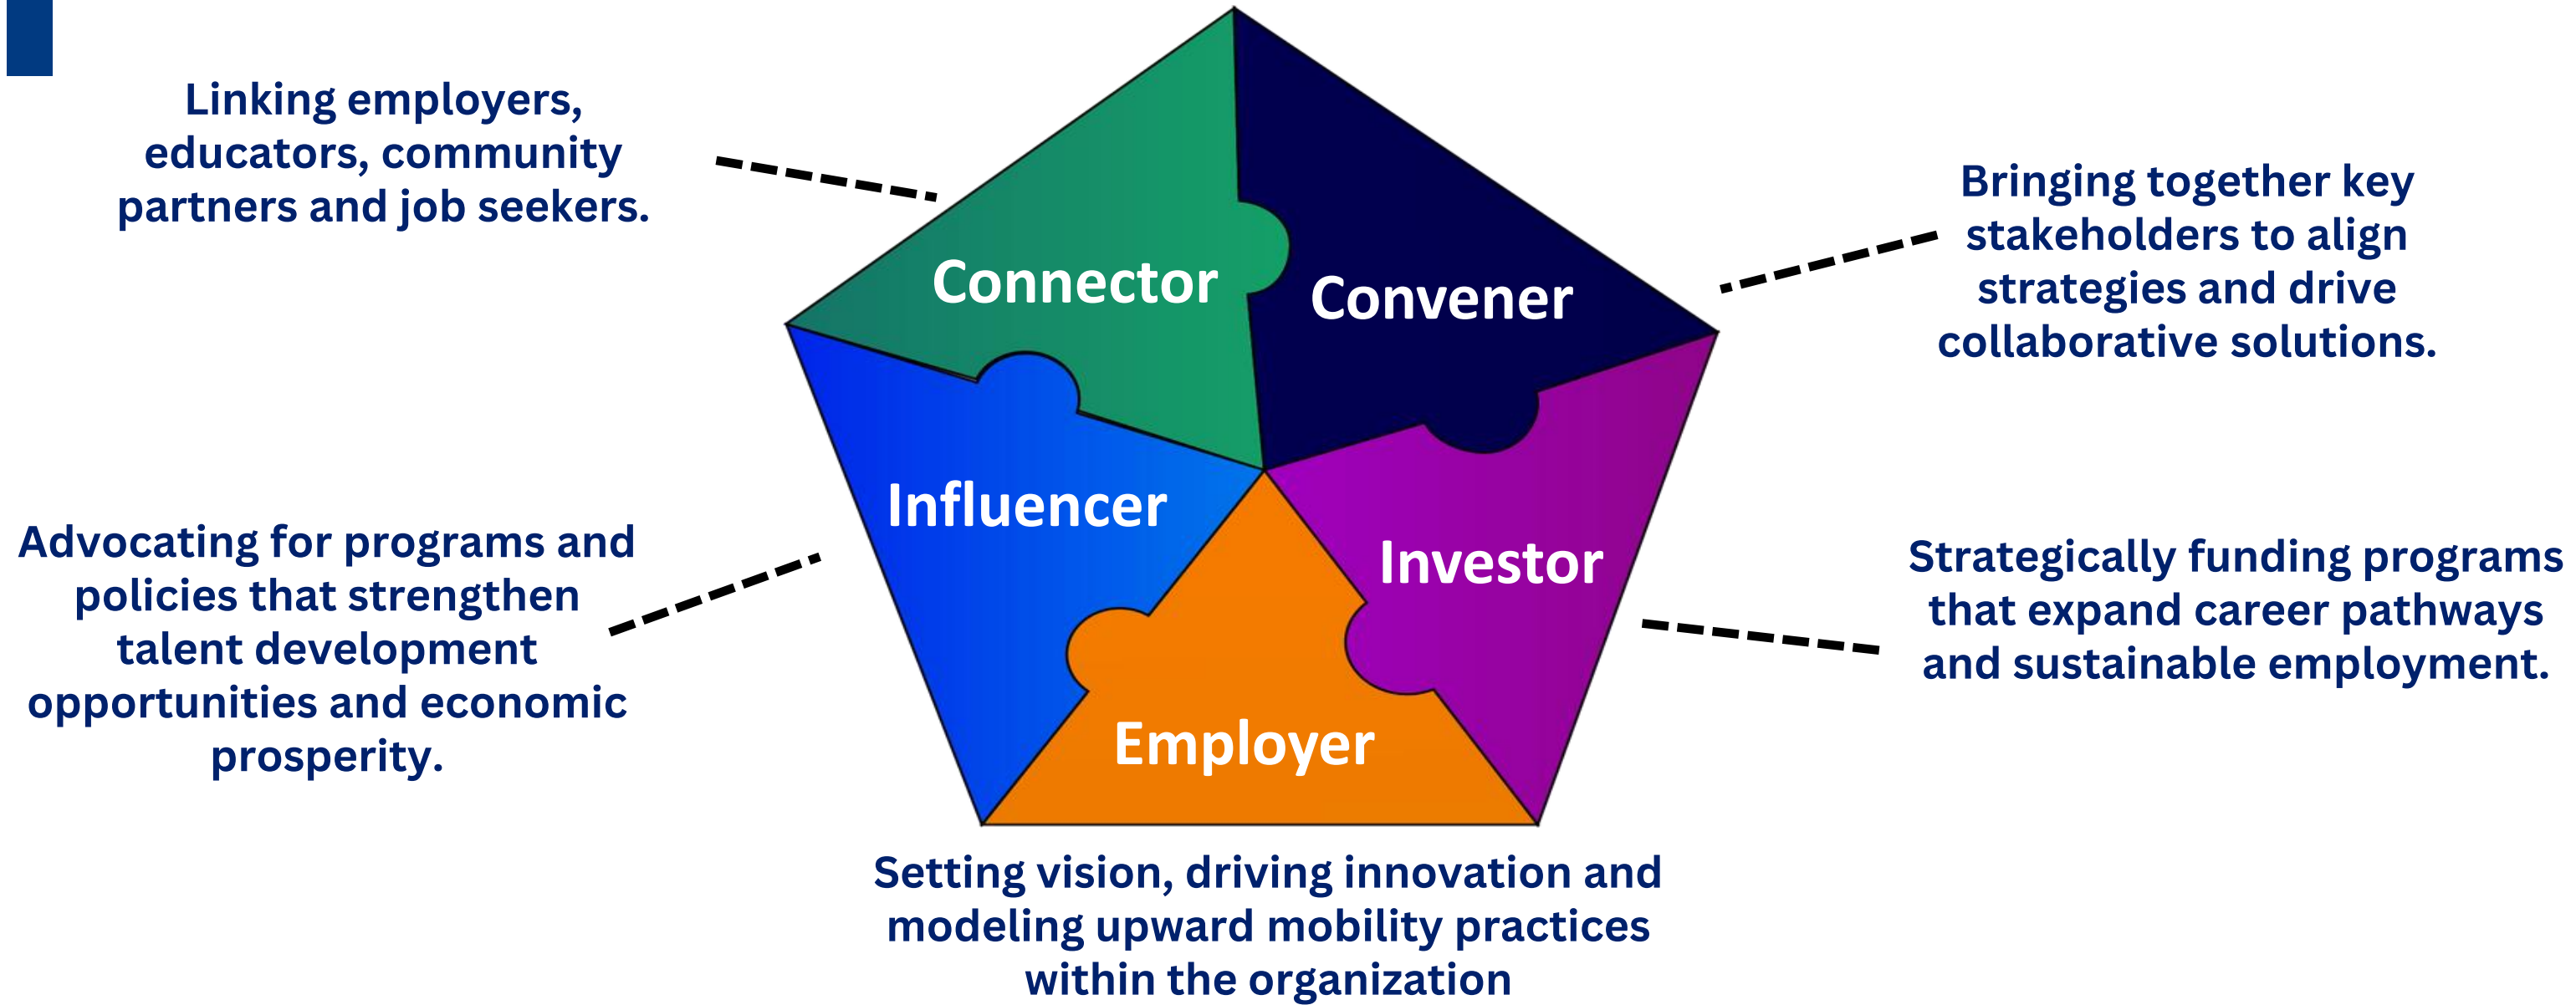 Linking employers,
educators, community
partners and job seekers.
Connector
Convener
Bringing together key
stakeholders to align
strategies and drive
collaborative solutions.
Influencer
Investor
Advocating for programs and
policies that strengthen
talent development
opportunities and economic
prosperity.
Strategically funding programs
that expand career pathways
and sustainable employment.
Employer
Setting vision, driving innovation and
modeling upward mobility practices
within the organization